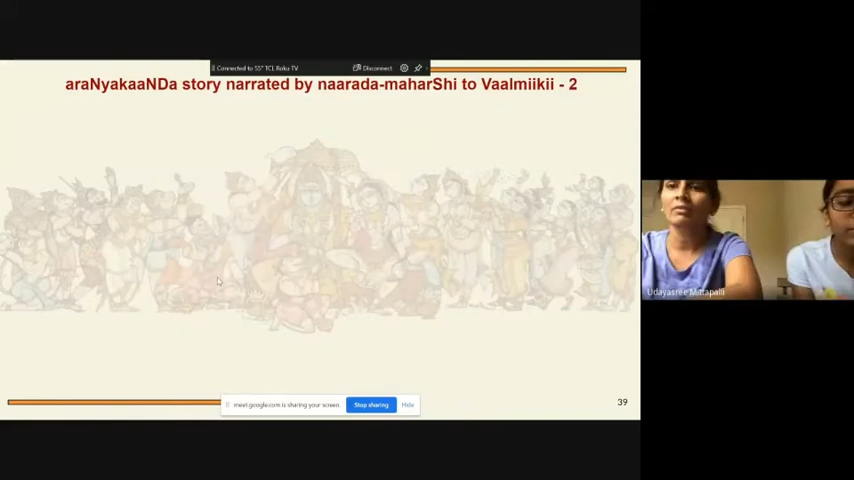 Connected to 55" TCL Roku TV
Disconnect
araNyakaaNDa story narrated by naarada-maharShi to Vaalmiikii - 2
Udayasree Mittapalli
meet.google.com is sharing your screen.
Stop sharing
Hide
39